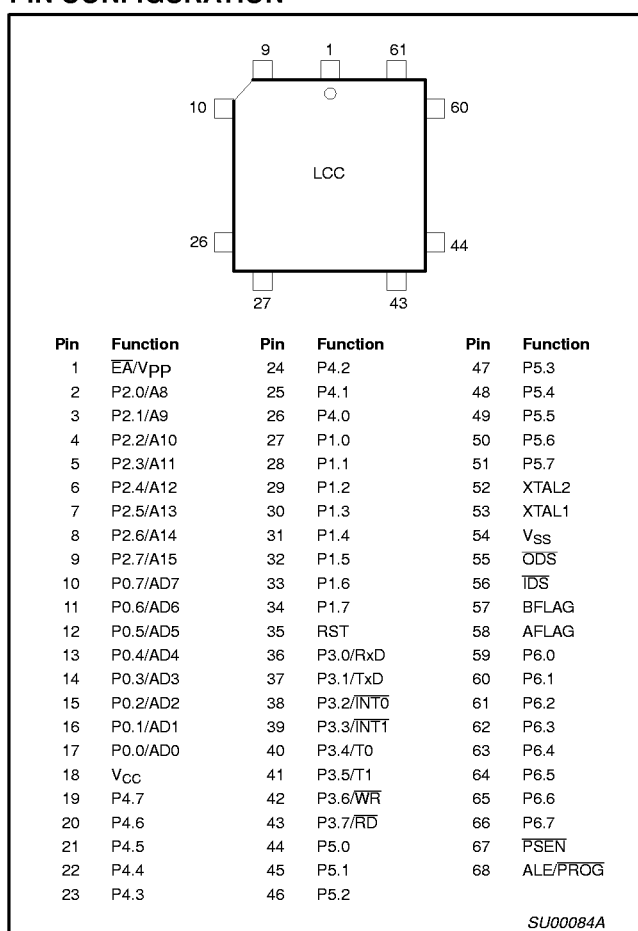 PIN CONFIGURATION
9 1 61
10 60
LCC
26 44
27 43
Pin Function Pin Function Pin Function
1 E̅A̅/VPP 24 P4.2 47 P5.3
2 P2.0/A8 25 P4.1 48 P5.4
3 P2.1/A9 26 P4.0 49 P5.5
4 P2.2/A10 27 P1.0 50 P5.6
5 P2.3/A11 28 P1.1 51 P5.7
6 P2.4/A12 29 P1.2 52 XTAL2
7 P2.5/A13 30 P1.3 53 XTAL1
8 P2.6/A14 31 P1.4 54 VSS
9 P2.7/A15 32 P1.5 55 O̅D̅S̅
10 P0.7/AD7 33 P1.6 56 I̅D̅S̅
11 P0.6/AD6 34 P1.7 57 BFLAG
12 P0.5/AD5 35 RST 58 AFLAG
13 P0.4/AD4 36 P3.0/RxD 59 P6.0
14 P0.3/AD3 37 P3.1/TxD 60 P6.1
15 P0.2/AD2 38 P3.2/I̅N̅T̅0̅ 61 P6.2
16 P0.1/AD1 39 P3.3/I̅N̅T̅1̅ 62 P6.3
17 P0.0/AD0 40 P3.4/T0 63 P6.4
18 VCC 41 P3.5/T1 64 P6.5
19 P4.7 42 P3.6/W̅R̅ 65 P6.6
20 P4.6 43 P3.7/R̅D̅ 66 P6.7
21 P4.5 44 P5.0 67 P̅S̅E̅N̅
22 P4.4 45 P5.1 68 ALE/P̅R̅O̅G̅
23 P4.3 46 P5.2
SU00084A